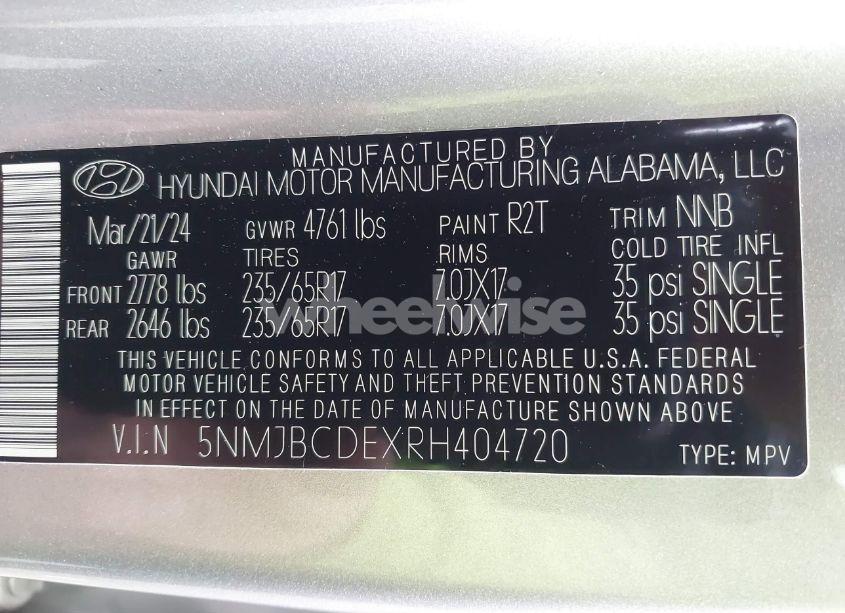 MANUFACTURED BY
HYUNDAI MOTOR MANUFACTURING ALABAMA, LLC
Mar/21/24 GVWR 4761 lbs PAINT R2T TRIM NNB
GAWR TIRES RIMS COLD TIRE INFL
FRONT 2778 lbs 235/65R17 7.0JX17 35 psi SINGLE
REAR 2646 lbs 235/65R17 7.0JX17 35 psi SINGLE
wheelwise
THIS VEHICLE CONFORMS TO ALL APPLICABLE U.S.A. FEDERAL
MOTOR VEHICLE SAFETY AND THEFT PREVENTION STANDARDS
IN EFFECT ON THE DATE OF MANUFACTURE SHOWN ABOVE.
V.I.N 5NMJBCDEXRH404720 TYPE: MPV